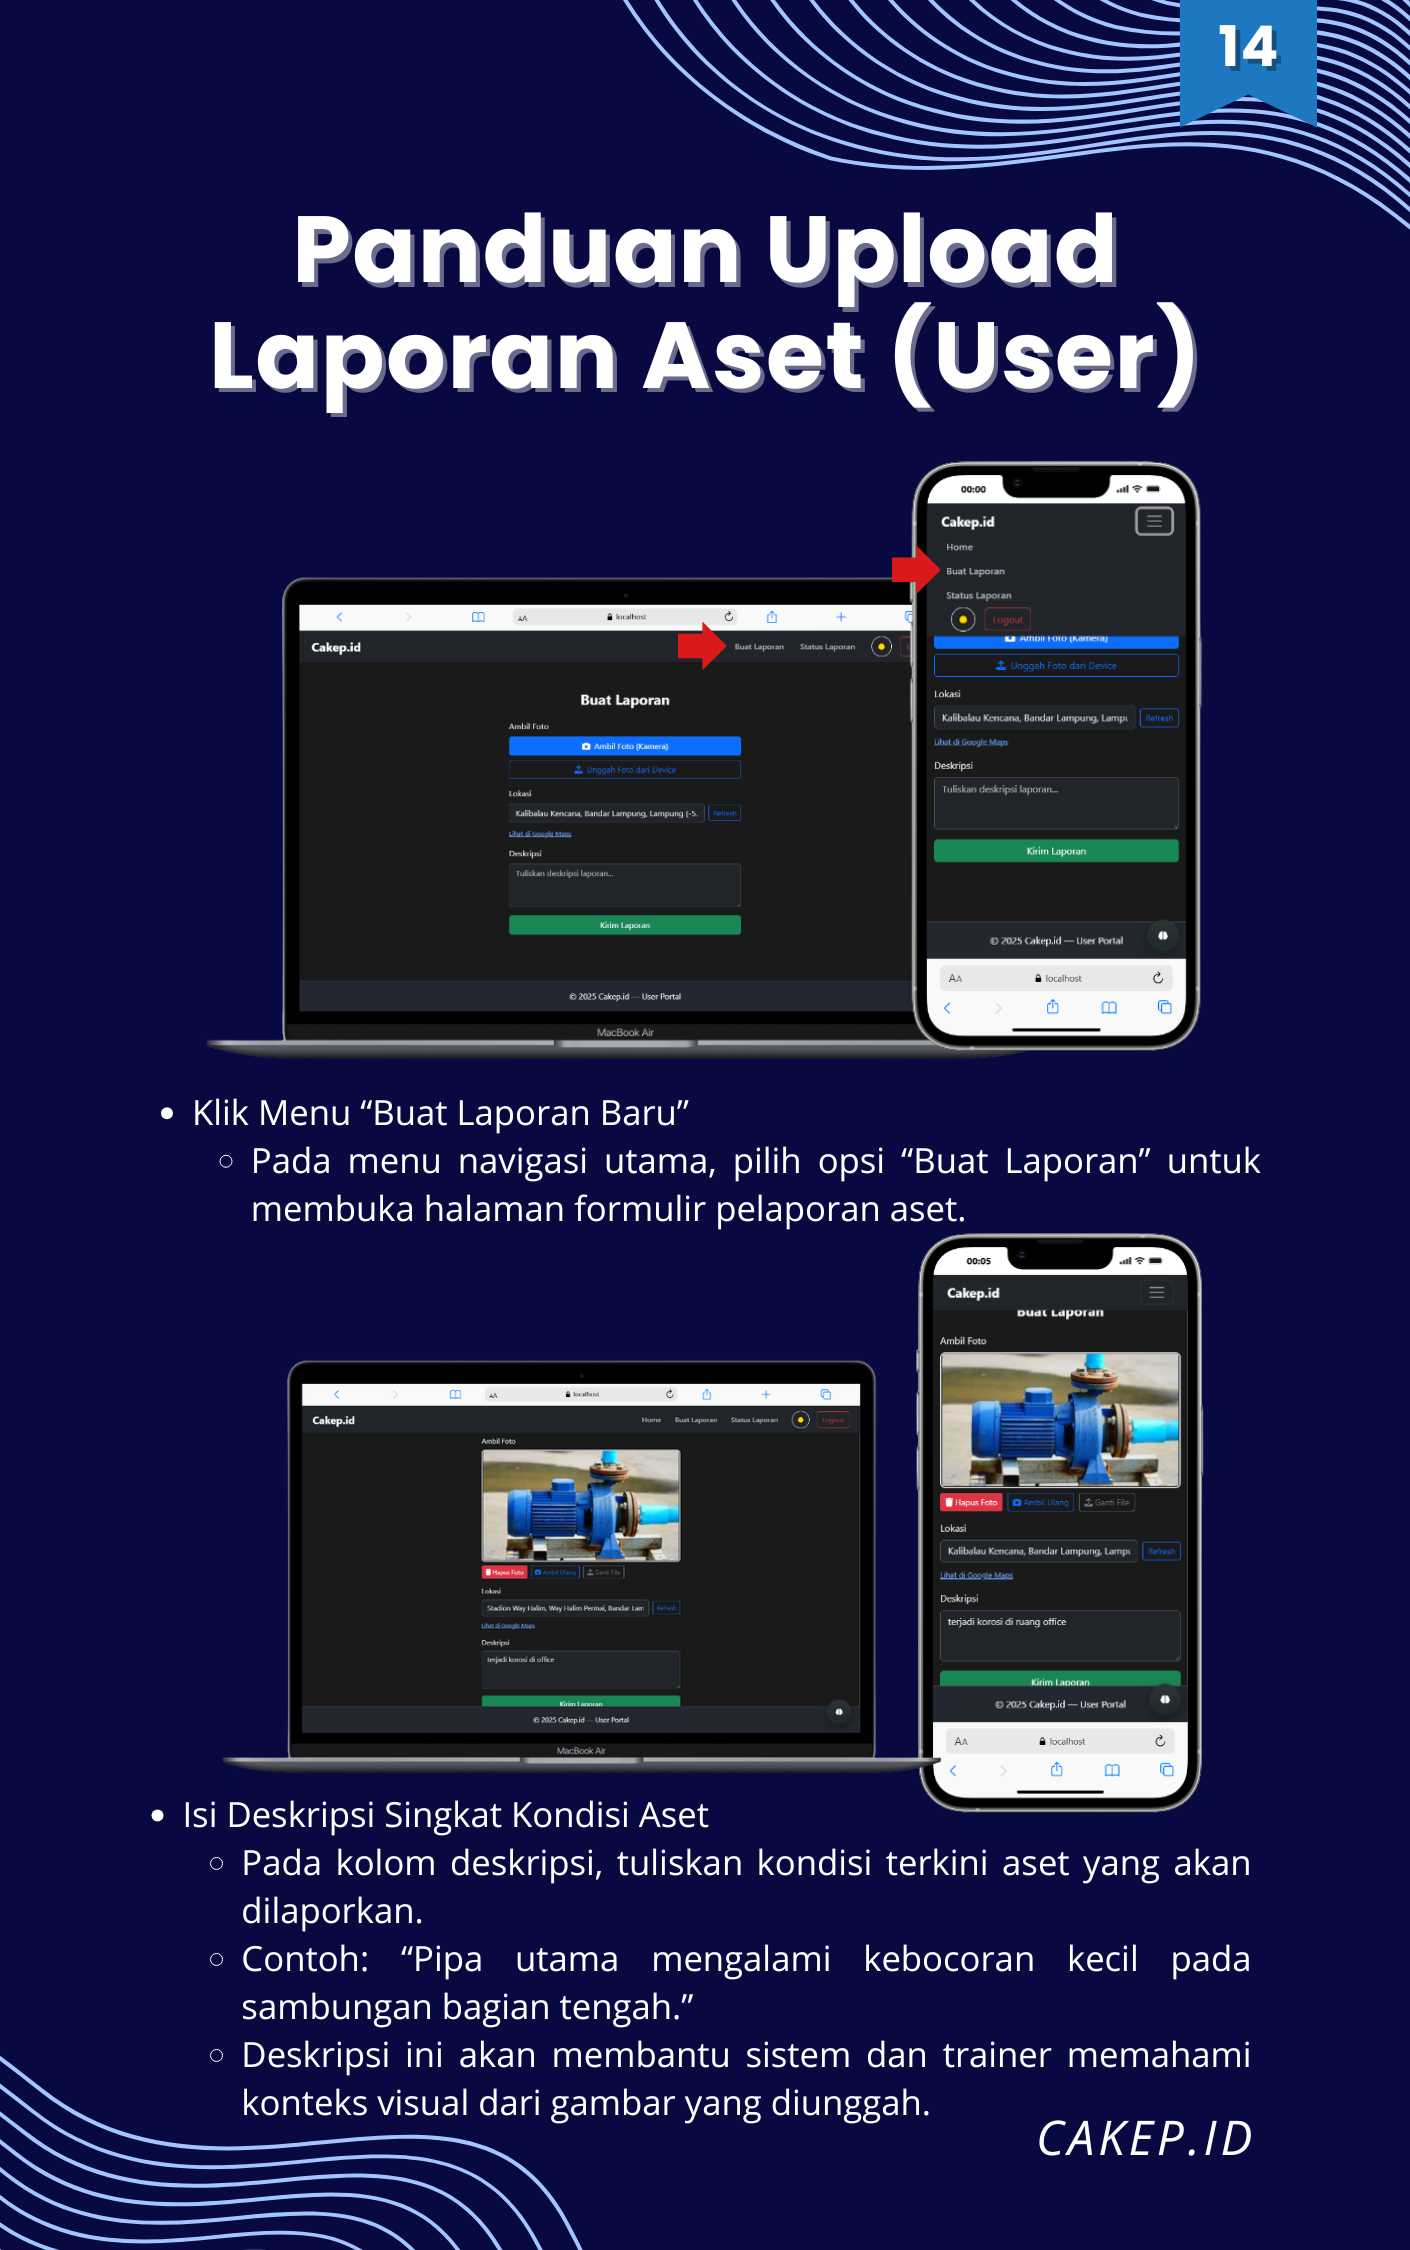 14
Panduan Upload
Laporan Aset (User)
00:00
Cakep.id
Home
Buat Laporan
Status Laporan
Logout
Ambil Foto (Kamera)
Unggah Foto dari Device
Lokasi
Kalibalau Kencana, Bandar Lampung, Lampu
Refresh
Lihat di Google Maps
Deskripsi
Tuliskan deskripsi laporan...
Kirim Laporan
© 2025 Cakep.id — User Portal
AA localhost
AA localhost
Cakep.id
Buat Laporan Status Laporan
Buat Laporan
Ambil Foto
Ambil Foto (Kamera)
Unggah Foto dari Device
Lokasi
Kalibalau Kencana, Bandar Lampung, Lampung (-5.
Refresh
Lihat di Google Maps
Deskripsi
Tuliskan deskripsi laporan...
Kirim Laporan
© 2025 Cakep.id — User Portal
MacBook Air
• Klik Menu “Buat Laporan Baru”
○ Pada menu navigasi utama, pilih opsi “Buat Laporan” untuk
membuka halaman formulir pelaporan aset.
00:05
Cakep.id
Buat Laporan
Ambil Foto
Hapus Foto Ambil Ulang Ganti File
Lokasi
Kalibalau Kencana, Bandar Lampung, Lampu
Refresh
Lihat di Google Maps
Deskripsi
terjadi korosi di ruang office
Kirim Laporan
© 2025 Cakep.id — User Portal
AA localhost
AA localhost
Cakep.id
Home Buat Laporan Status Laporan Logout
Ambil Foto
Hapus Foto Ambil Ulang Ganti File
Lokasi
Stadion Way Halim, Way Halim Permai, Bandar Lam
Refresh
Lihat di Google Maps
Deskripsi
terjadi korosi di office
Kirim Laporan
© 2025 Cakep.id — User Portal
MacBook Air
• Isi Deskripsi Singkat Kondisi Aset
○ Pada kolom deskripsi, tuliskan kondisi terkini aset yang akan
dilaporkan.
○ Contoh: “Pipa utama mengalami kebocoran kecil pada
sambungan bagian tengah.”
○ Deskripsi ini akan membantu sistem dan trainer memahami
konteks visual dari gambar yang diunggah.
CAKEP.ID